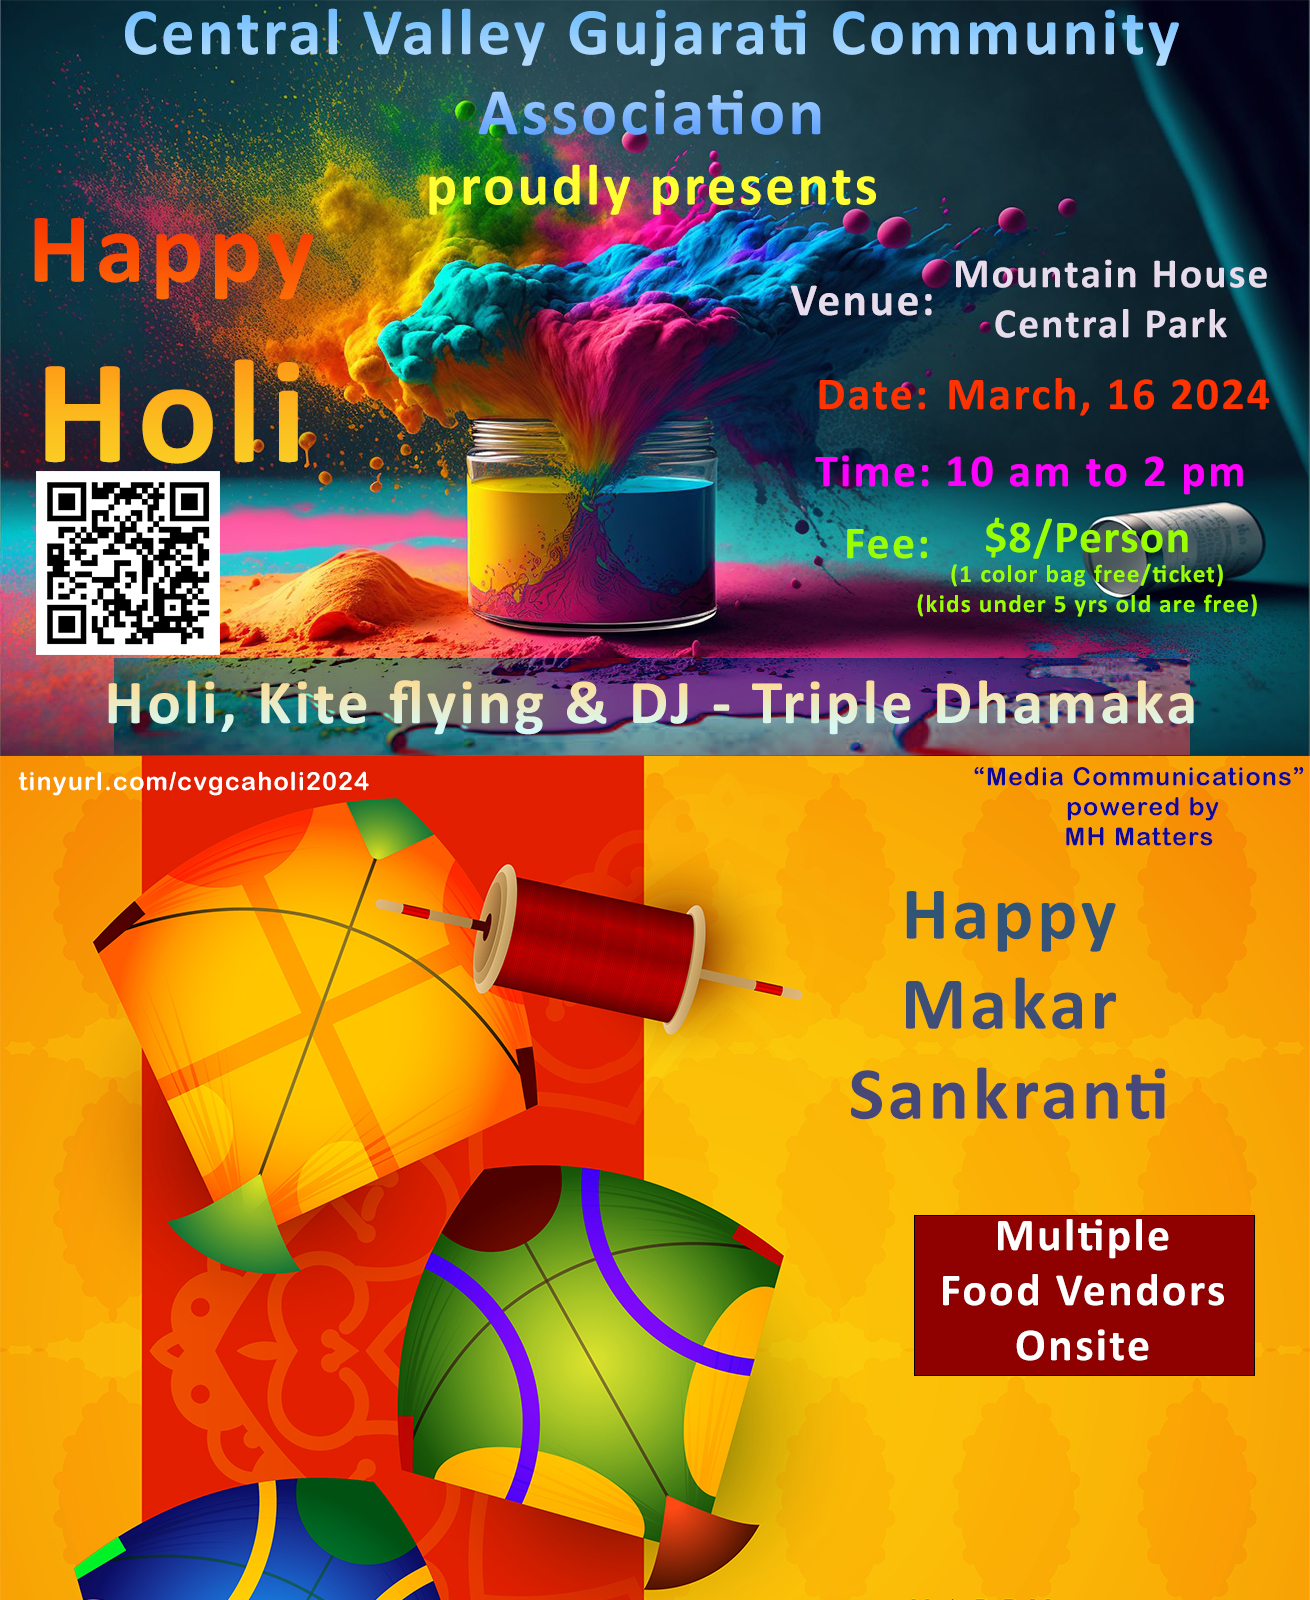 Central Valley Gujarati Community
Association
proudly presents
Happy
Holi
Venue: Mountain House
Central Park
Date: March, 16 2024
Time: 10 am to 2 pm
Fee: $8/Person
(1 color bag free/ticket)
(kids under 5 yrs old are free)
Holi, Kite flying & DJ - Triple Dhamaka
tinyurl.com/cvgcaholi2024
“Media Communications”
powered by
MH Matters
Happy
Makar
Sankranti
Multiple
Food Vendors
Onsite